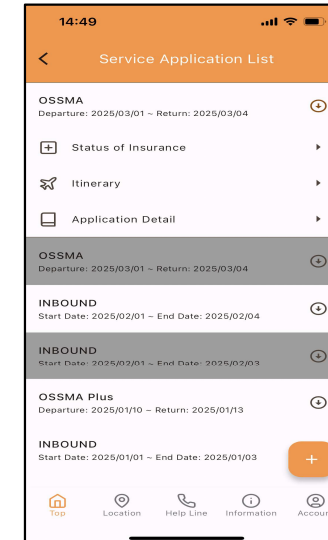 14:49
Service Application List
OSSMA
Departure: 2025/03/01 ~ Return: 2025/03/04
Status of Insurance
Itinerary
Application Detail
OSSMA
Departure: 2025/03/01 ~ Return: 2025/03/04
INBOUND
Start Date: 2025/02/01 ~ End Date: 2025/02/04
INBOUND
Start Date: 2025/02/01 ~ End Date: 2025/02/03
OSSMA Plus
Departure: 2025/01/10 ~ Return: 2025/01/13
INBOUND
Start Date: 2025/01/01 ~ End Date: 2025/01/03
+
Top Location Help Line Information Accoun